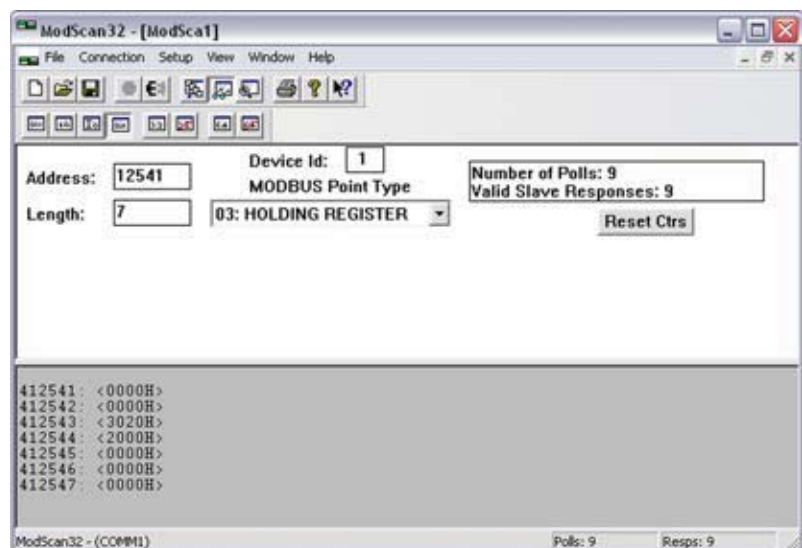 ModScan32 - [ModSca1]
File Connection Setup View Window Help
Address: 12541
Device Id: 1
MODBUS Point Type
Length: 7
03: HOLDING REGISTER
Number of Polls: 9
Valid Slave Responses: 9
Reset Ctrs
412541: <0000H>
412542: <0000H>
412543: <3020H>
412544: <2000H>
412545: <0000H>
412546: <0000H>
412547: <0000H>
ModScan32 - (COMM1)
Polls: 9
Resps: 9